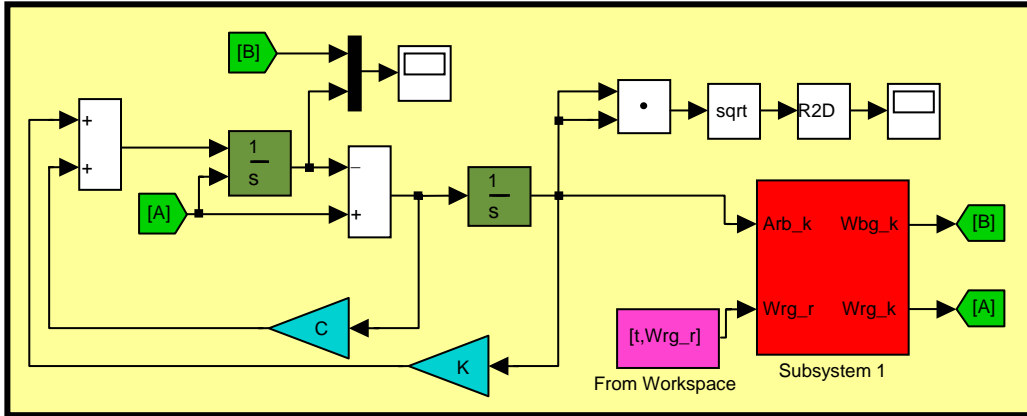 [B]
+
+
1
s
−
+
[A]
1
s
•
sqrt
R2D
Arb_k
Wbg_k
[B]
Wrg_r
Wrg_k
[A]
[t,Wrg_r]
From Workspace
Subsystem 1
C
K